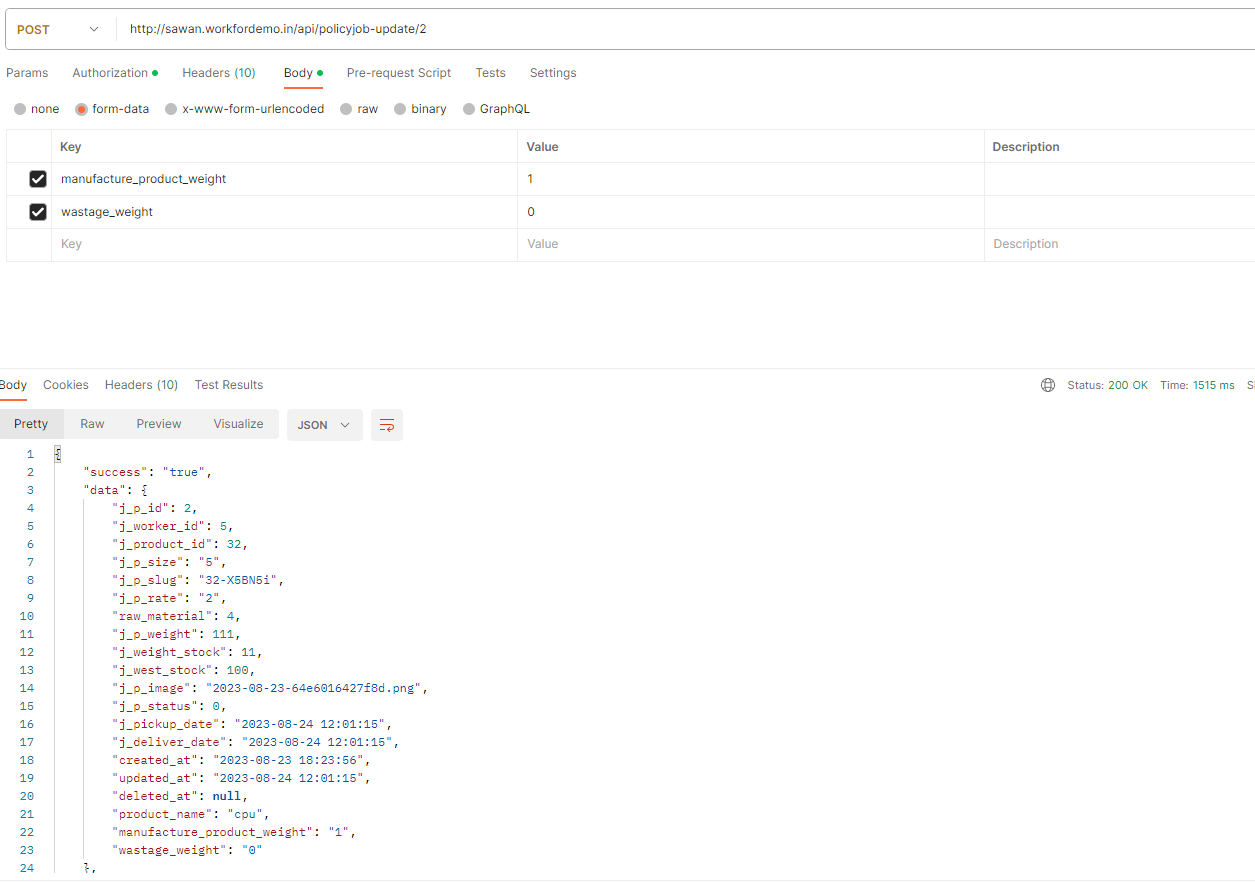 POST http://sawan.workfordemo.in/api/policyjob-update/2
Params Authorization Headers (10) Body Pre-request Script Tests Settings
none form-data x-www-form-urlencoded raw binary GraphQL
Key Value Description
manufacture_product_weight 1
wastage_weight 0
Key Value Description
Body Cookies Headers (10) Test Results Status: 200 OK Time: 1515 ms
Pretty Raw Preview Visualize JSON
1 {
2 "success": "true",
3 "data": {
4 "j_p_id": 2,
5 "j_worker_id": 5,
6 "j_product_id": 32,
7 "j_p_size": "5",
8 "j_p_slug": "32-X5BN5i",
9 "j_p_rate": "2",
10 "raw_material": 4,
11 "j_p_weight": 111,
12 "j_weight_stock": 11,
13 "j_west_stock": 100,
14 "j_p_image": "2023-08-23-64e6016427f8d.png",
15 "j_p_status": 0,
16 "j_pickup_date": "2023-08-24 12:01:15",
17 "j_deliver_date": "2023-08-24 12:01:15",
18 "created_at": "2023-08-23 18:23:56",
19 "updated_at": "2023-08-24 12:01:15",
20 "deleted_at": null,
21 "product_name": "cpu",
22 "manufacture_product_weight": "1",
23 "wastage_weight": "0"
24 },